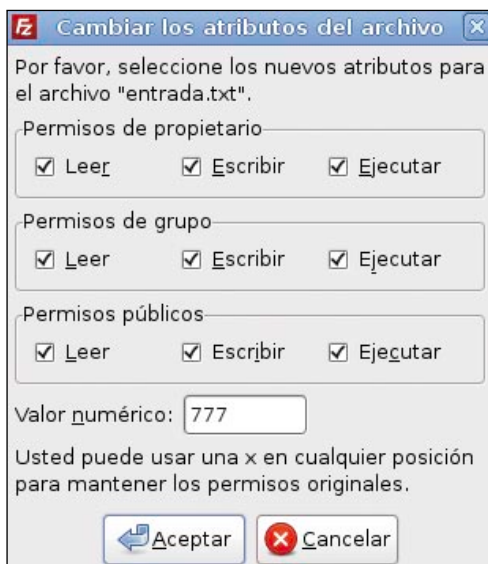 Fz Cambiar los atributos del archivo
Por favor, seleccione los nuevos atributos para
el archivo "entrada.txt".
Permisos de propietario
Leer Escribir Ejecutar
Permisos de grupo
Leer Escribir Ejecutar
Permisos públicos
Leer Escribir Ejecutar
Valor numérico: 777
Usted puede usar una x en cualquier posición
para mantener los permisos originales.
Aceptar Cancelar